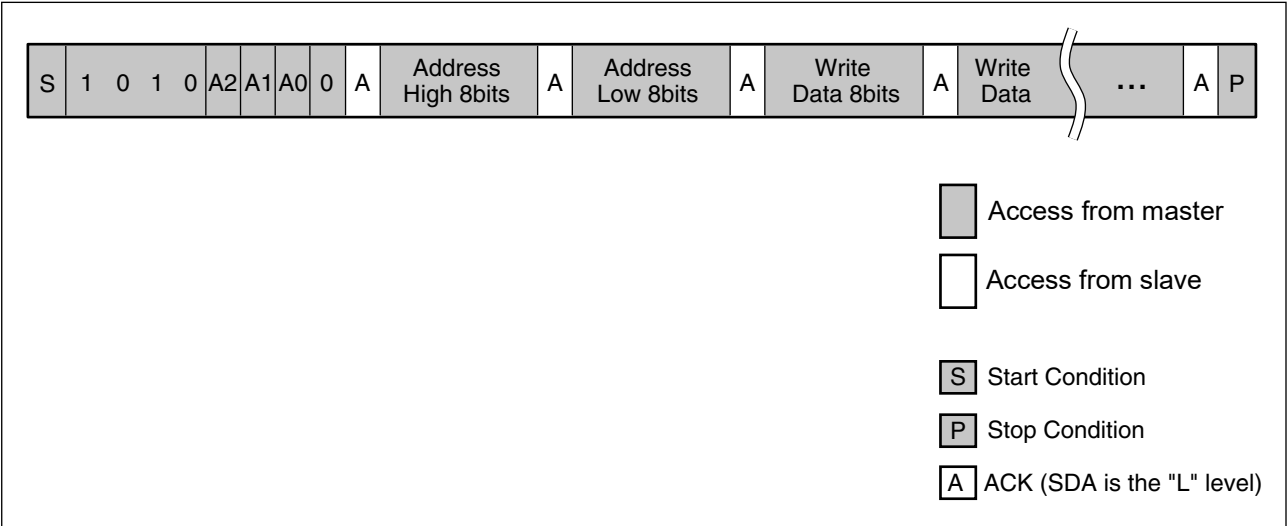 S 1 0 1 0 A2 A1 A0 0 A Address High 8bits A Address Low 8bits A Write Data 8bits A Write Data ... A P
Access from master
Access from slave
S Start Condition
P Stop Condition
A ACK (SDA is the "L" level)